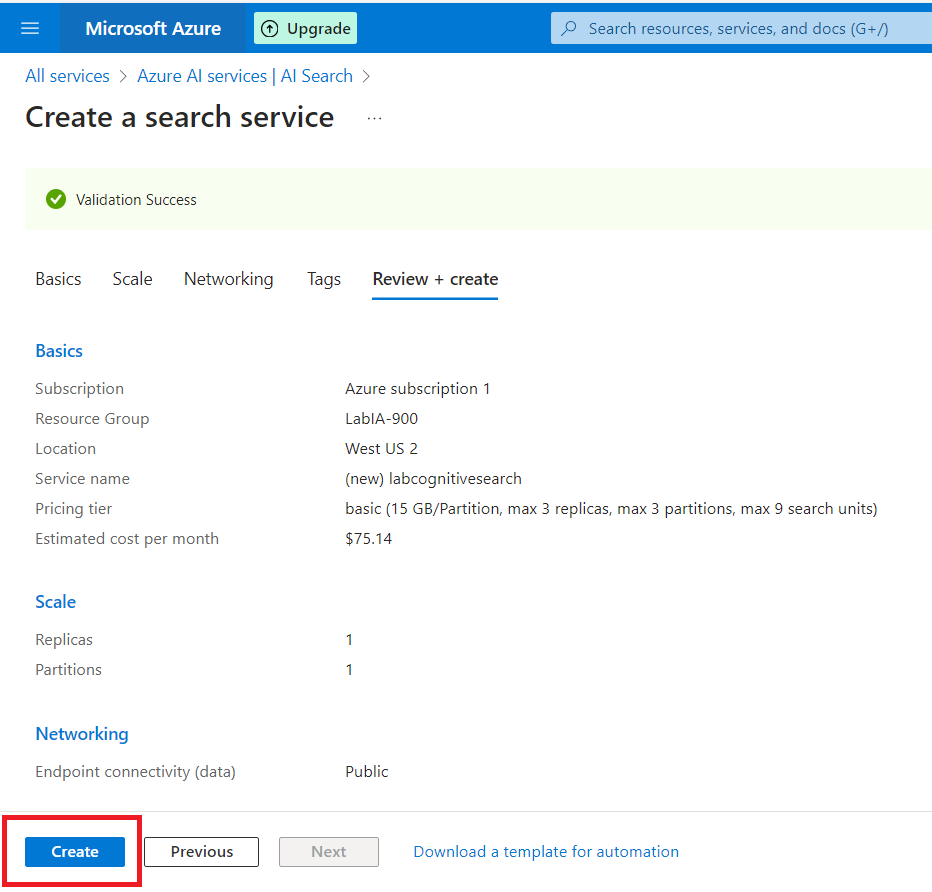 Microsoft Azure Upgrade Search resources, services, and docs (G+/)
All services > Azure AI services | AI Search >
Create a search service ...
Validation Success
Basics Scale Networking Tags Review + create
Basics
Subscription Azure subscription 1
Resource Group LabIA-900
Location West US 2
Service name (new) labcognitivesearch
Pricing tier basic (15 GB/Partition, max 3 replicas, max 3 partitions, max 9 search units)
Estimated cost per month $75.14
Scale
Replicas 1
Partitions 1
Networking
Endpoint connectivity (data) Public
Create Previous Next Download a template for automation